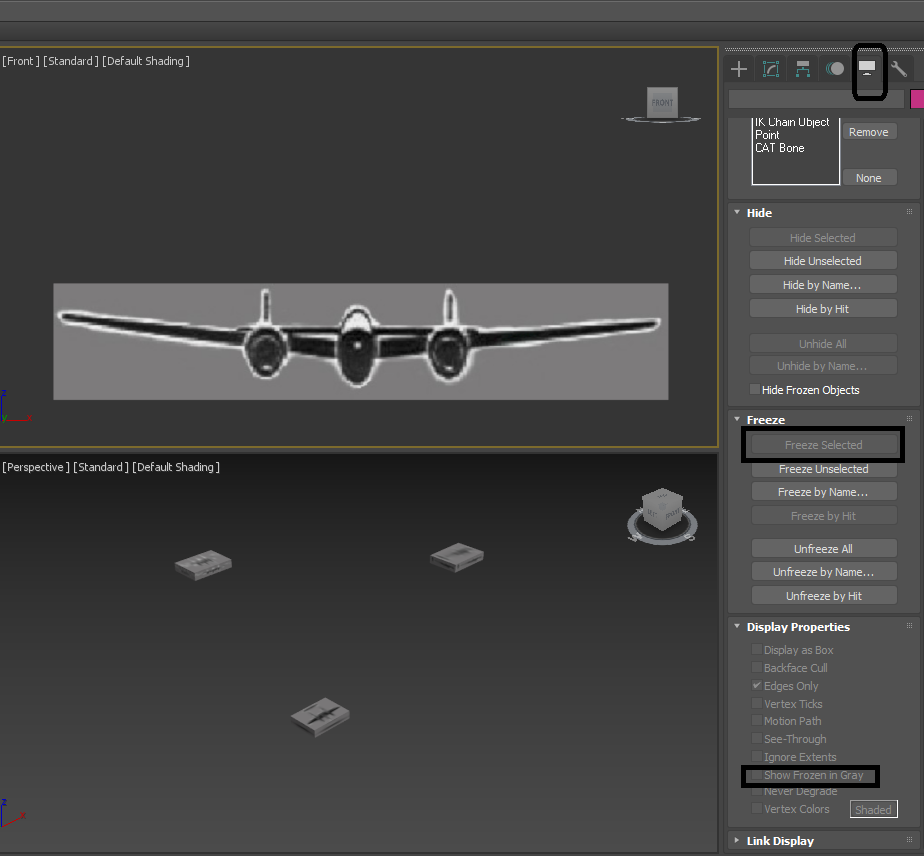 [Front ] [Standard ] [Default Shading ]
FRONT
IK Chain Object
Point
CAT Bone
Remove
None
Hide
Hide Selected
Hide Unselected
Hide by Name...
Hide by Hit
Unhide All
Unhide by Name...
Hide Frozen Objects
z
y
x
Freeze
Freeze Selected
Freeze Unselected
Freeze by Name...
Freeze by Hit
Unfreeze All
Unfreeze by Name...
Unfreeze by Hit
[Perspective ] [Standard ] [Default Shading ]
Display Properties
Display as Box
Backface Cull
Edges Only
Vertex Ticks
Motion Path
See-Through
Ignore Extents
Show Frozen in Gray
Never Degrade
Vertex Colors
Shaded
z
x
Link Display